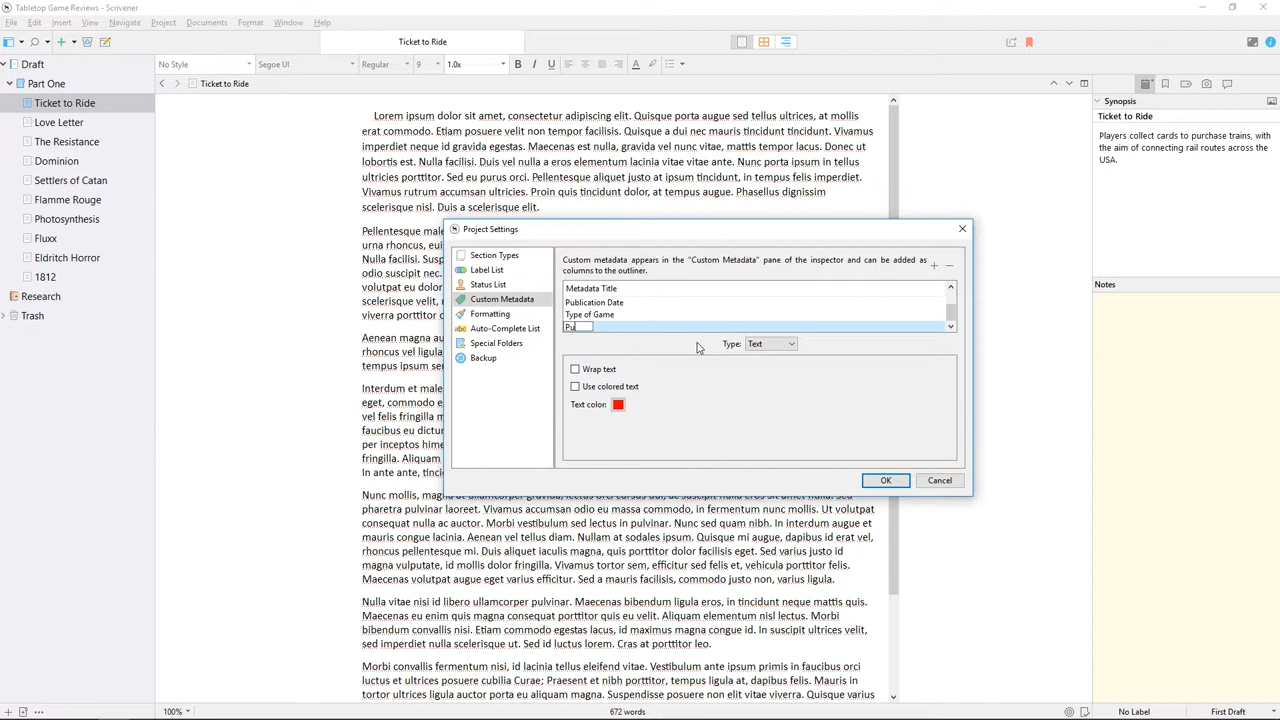 Tabletop Game Reviews - Scrivener
File Edit Insert View Navigate Project Documents Format Window Help
Ticket to Ride
No Style Segoe UI Regular 9 1.0x B I U A
Draft
Part One
Ticket to Ride
Love Letter
The Resistance
Dominion
Settlers of Catan
Flamme Rouge
Photosynthesis
Fluxx
Eldritch Horror
1812
Research
Trash
Ticket to Ride
Lorem ipsum dolor sit amet, consectetur adipiscing elit. Quisque porta augue sed tellus ultrices, at mollis
erat commodo. Etiam posuere velit non tempor facilisis. Quisque a dui nec mauris tincidunt tincidunt. Vivamus
imperdiet neque id gravida egestas. Maecenas est nulla, gravida vel nunc vitae, mattis tempor lacus. Donec ut
lobortis est. Nulla facilisi. Duis vel nulla a eros elementum lacinia vitae vitae ante. Nunc porta ipsum in tellus
ultricies porttitor. Sed eu purus orci. Pellentesque aliquet justo at ipsum tincidunt, in tempus felis imperdiet.
Vivamus rutrum accumsan ultricies. Proin quis tincidunt dolor, at tempus augue. Phasellus dignissim
scelerisque nisl. Duis a scelerisque elit.
Pellentesque male
urna rhoncus, eui
odio suscipit nec.
facilisis. Quisque
viverra porttitor c
Aenean magna au
rhoncus vel ligula
tempus ipsum se
Interdum et male
eget, commodo e
vel felis fringilla m
faucibus eu dictu
per inceptos hime
fringilla. Aliquam
In ante ante, tinci
Nunc mollis, magna ut ullamcorper gravida, lectus orci cursus dui, ac suscipit nulla nisi sit amet nulla. Sed
pharetra pulvinar laoreet. Vivamus accumsan odio eu massa commodo, in fermentum nunc mollis. Ut volutpat
consequat nulla ac auctor. Morbi vestibulum sed lectus in pulvinar. Nunc sed quam nibh. In interdum augue et
mauris congue lacinia. Aenean vel tellus diam. Nullam at sodales ipsum. Quisque mi augue, dapibus id erat vel,
rhoncus pellentesque mi. Duis aliquet iaculis magna, quis porttitor dolor facilisis eget. Sed varius justo id
magna vulputate, id mollis dolor fringilla. Vivamus tortor sem, efficitur sed felis et, vehicula porttitor felis.
Maecenas volutpat augue eget varius efficitur. Sed a mauris facilisis, commodo justo non, varius ligula.
Nulla vitae nisi id libero ullamcorper pulvinar. Maecenas bibendum ligula eros, in tincidunt neque mattis quis.
Maecenas eu enim quis magna consequat porttitor quis eu velit. Aliquam elementum nisl lectus. Morbi
bibendum convallis nisi. Etiam commodo egestas lacus, id maximus magna congue id. In suscipit ultrices velit,
sed imperdiet nulla scelerisque ut. Sed id luctus lorem. Cras at porttitor leo.
Morbi convallis fermentum nisi, id lacinia tellus eleifend vitae. Vestibulum ante ipsum primis in faucibus orci
luctus et ultrices posuere cubilia Curae; Praesent et nibh porttitor, tempus ligula at, dapibus felis. Mauris in
tortor ultrices ligula auctor porta eu aliquam magna. Suspendisse posuere non velit vitae viverra. Quisque varius
Project Settings
Section Types
Label List
Status List
Custom Metadata
Formatting
Auto-Complete List
Special Folders
Backup
Custom metadata appears in the "Custom Metadata" pane of the inspector and can be added as
columns to the outliner.
Metadata Title
Publication Date
Type of Game
Pu
Type: Text
Wrap text
Use colored text
Text color:
OK Cancel
Synopsis
Ticket to Ride
Players collect cards to purchase trains, with
the aim of connecting rail routes across the
USA.
Notes
100% 672 words No Label First Draft